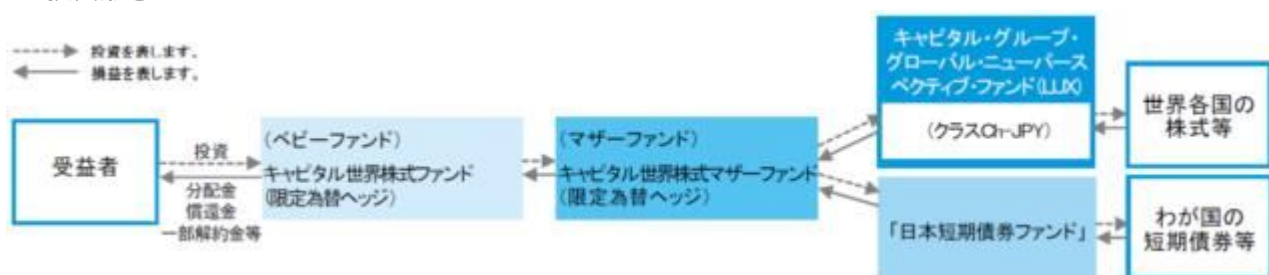 投資を表します。
損益を表します。
受益者
投資
分配金
償還金
一部解約金等
(ベビーファンド)
キャピタル世界株式ファンド
(限定為替ヘッジ)
(マザーファンド)
キャピタル世界株式マザーファンド
(限定為替ヘッジ)
キャピタル・グループ・
グローバル・ニューパース
ペクティブ・ファンド(LUX)
(クラスCh-JPY)
「日本短期債券ファンド」
世界各国の
株式等
わが国の
短期債券等